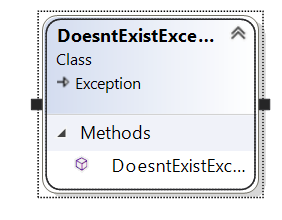 DoesntExistExce...
Class
Exception
Methods
DoesntExistExc...